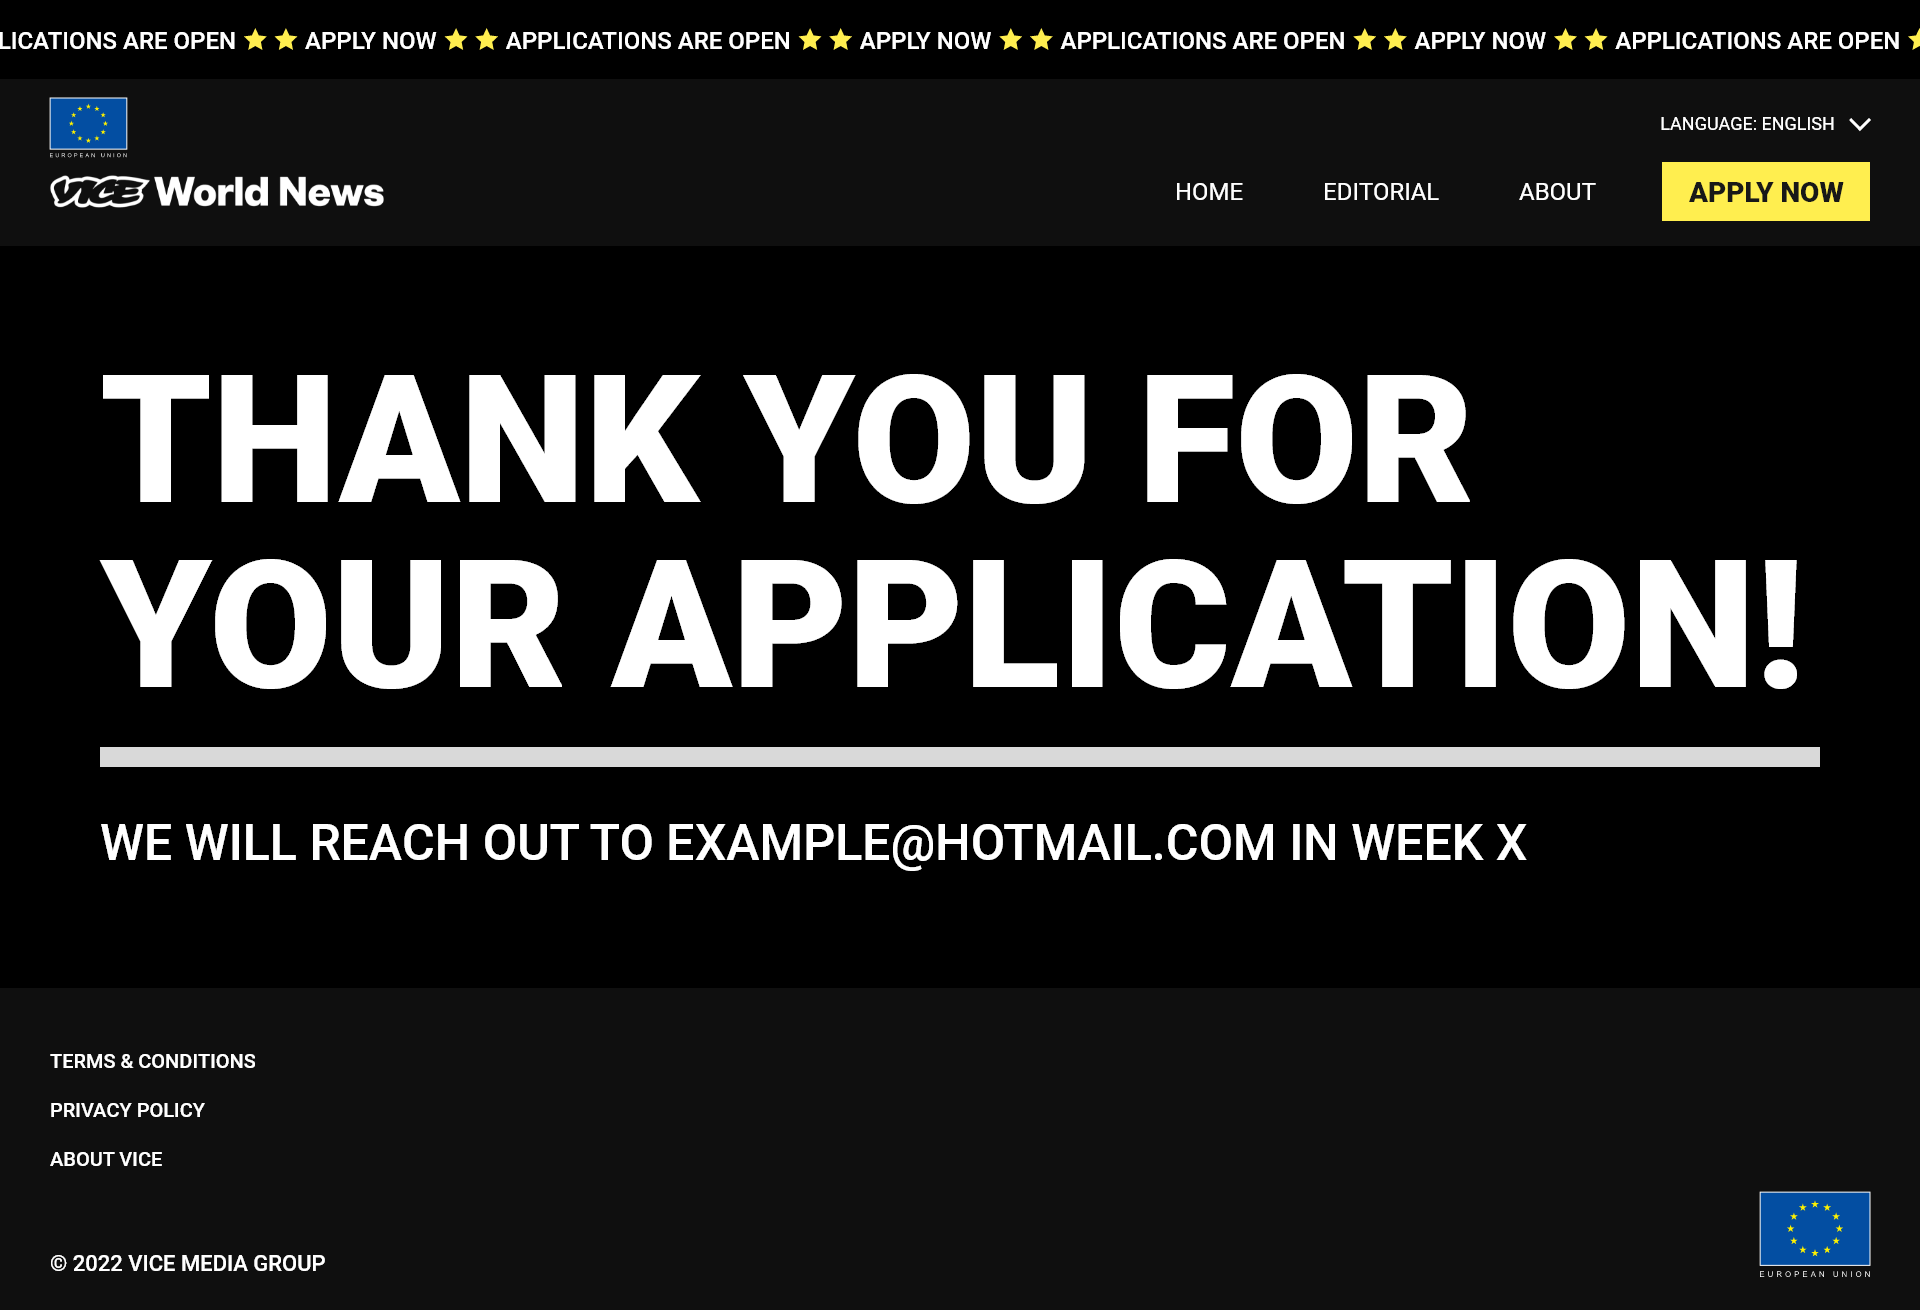 LICATIONS ARE OPEN ★ ★ APPLY NOW ★ ★ APPLICATIONS ARE OPEN ★ ★ APPLY NOW ★ ★ APPLICATIONS ARE OPEN ★ ★ APPLY NOW ★ ★ APPLICATIONS ARE OPEN ★
EUROPEAN UNION
LANGUAGE: ENGLISH
VICE World News
HOME EDITORIAL ABOUT APPLY NOW
THANK YOU FOR
YOUR APPLICATION!
WE WILL REACH OUT TO EXAMPLE@HOTMAIL.COM IN WEEK X
TERMS & CONDITIONS
PRIVACY POLICY
ABOUT VICE
© 2022 VICE MEDIA GROUP
EUROPEAN UNION